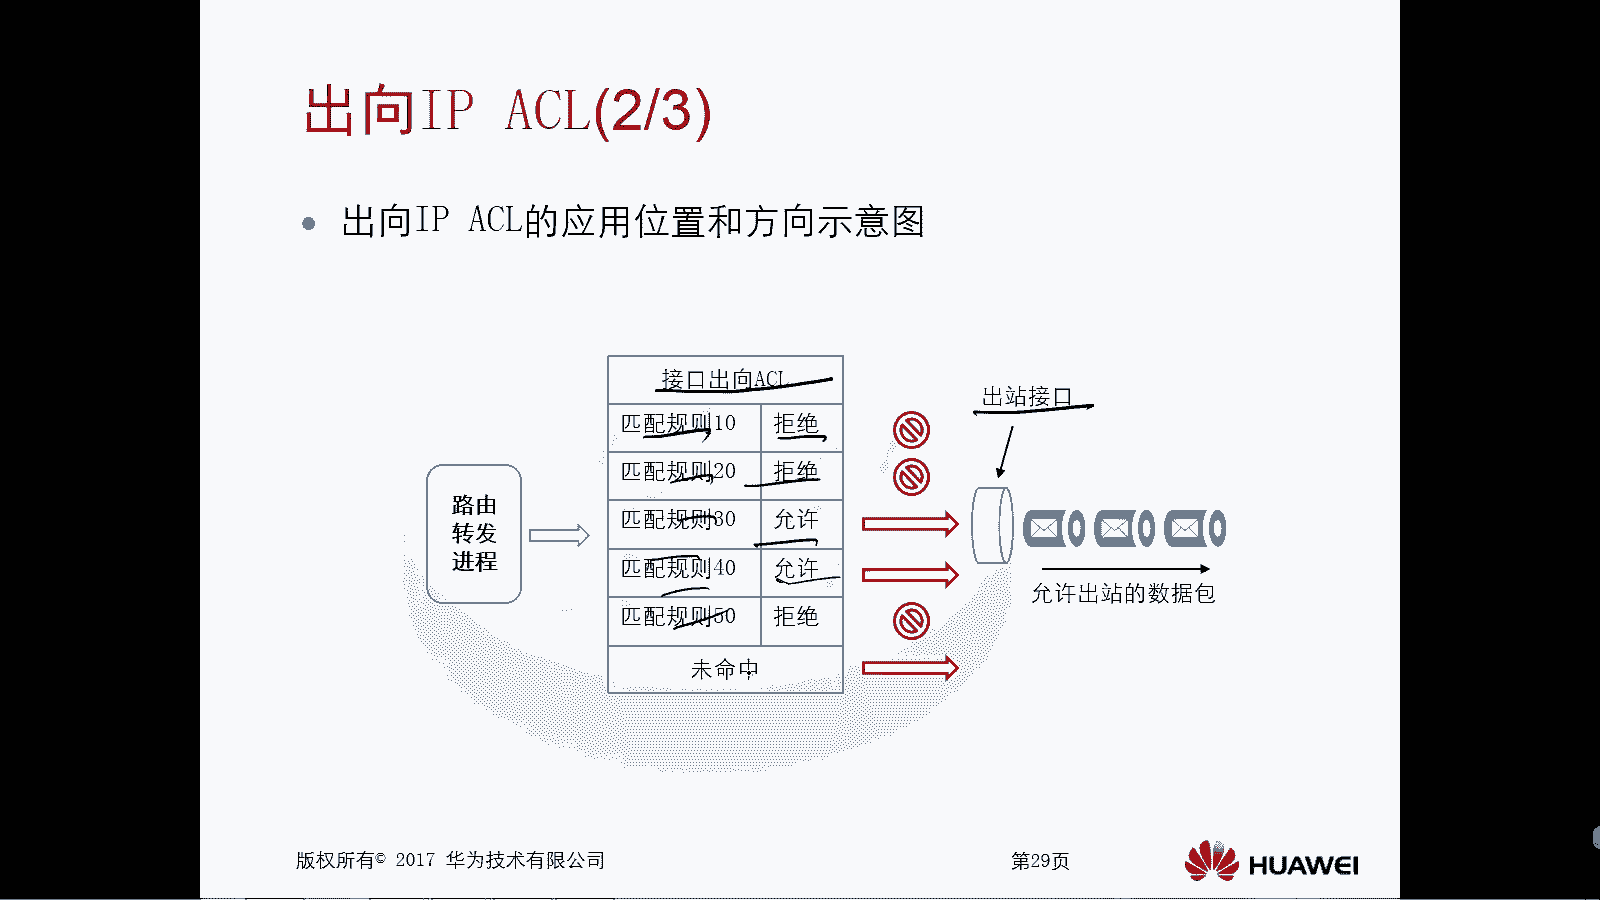 出向IP ACL(2/3)
出向IP ACL的应用位置和方向示意图
接口出向ACL
匹配规则10 拒绝
匹配规则20 拒绝
匹配规则30 允许
匹配规则40 允许
匹配规则50 拒绝
未命中
路由
转发
进程
出站接口
允许出站的数据包
版权所有© 2017 华为技术有限公司
第29页
HUAWEI